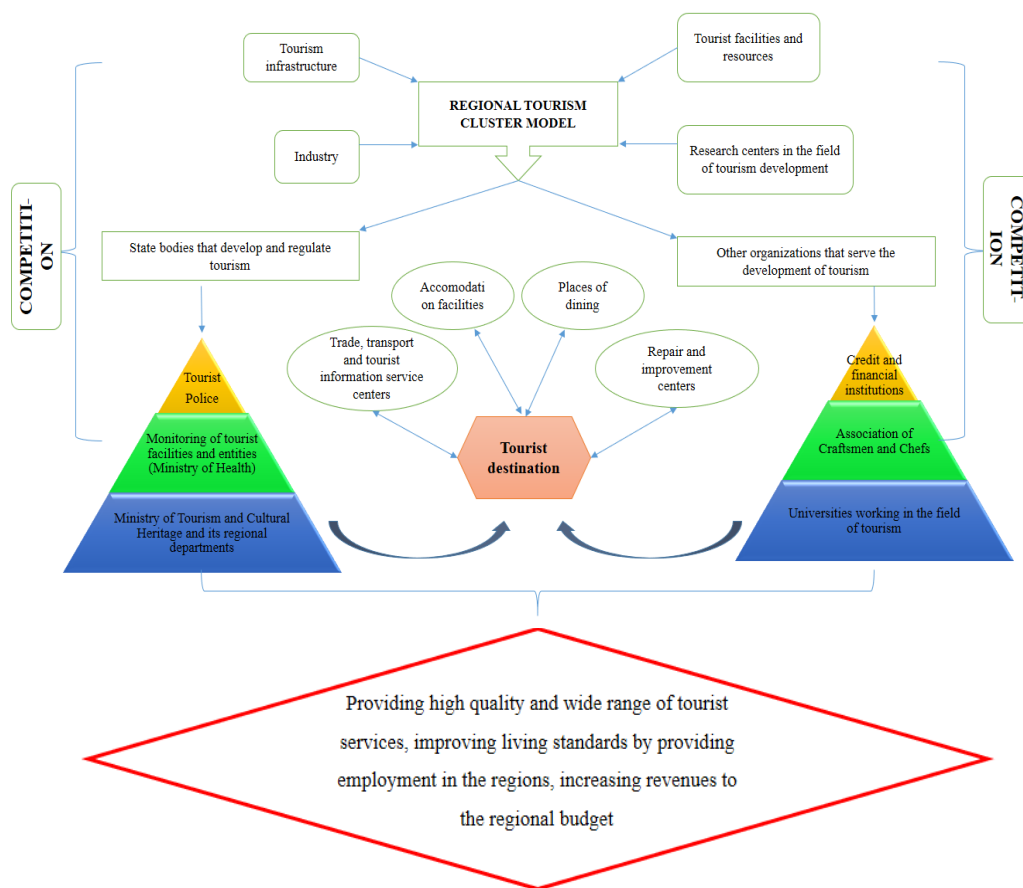 Tourism
infrastructure
Tourist facilities and
resources
REGIONAL TOURISM
CLUSTER MODEL
Industry
Research centers in the field
of tourism development
COMPETITI-
ON
COMPETIT-
ION
State bodies that develop and regulate
tourism
Other organizations that serve the
development of tourism
Accomodati
on facilities
Places of
dining
Trade, transport
and tourist
information service
centers
Repair and
improvement
centers
Tourist
Police
Credit and
financial
institutions
Monitoring of tourist
facilities and entities
(Ministry of Health)
Tourist
destination
Association of
Craftsmen and Chefs
Ministry of Tourism and Cultural
Heritage and its regional
departments
Universities working in the field
of tourism
Providing high quality and wide range of tourist
services, improving living standards by providing
employment in the regions, increasing revenues to
the regional budget